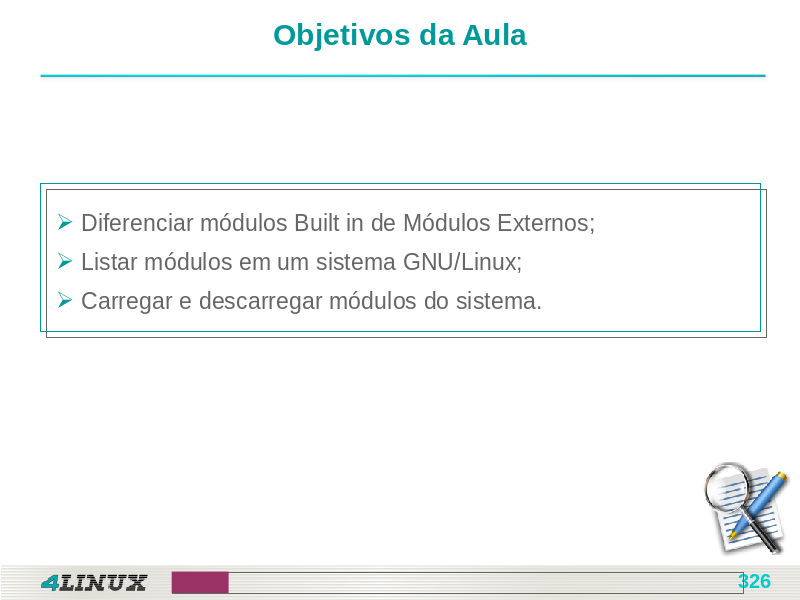 Objetivos da Aula
Diferenciar módulos Built in de Módulos Externos;
Listar módulos em um sistema GNU/Linux;
Carregar e descarregar módulos do sistema.
4LINUX
326